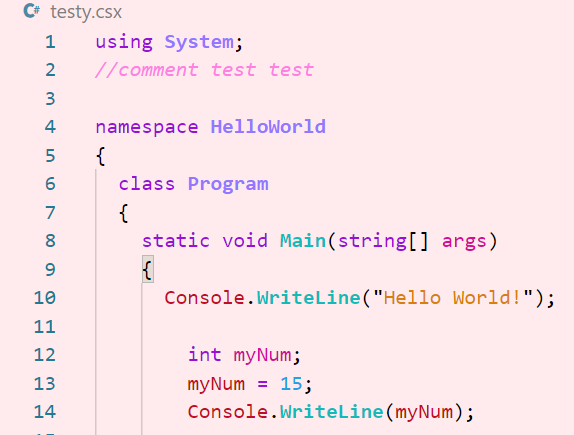 C# testy.csx
1 using System;
2 //comment test test
3
4 namespace HelloWorld
5 {
6 class Program
7 {
8 static void Main(string[] args)
9 {
10 Console.WriteLine("Hello World!");
11
12 int myNum;
13 myNum = 15;
14 Console.WriteLine(myNum);